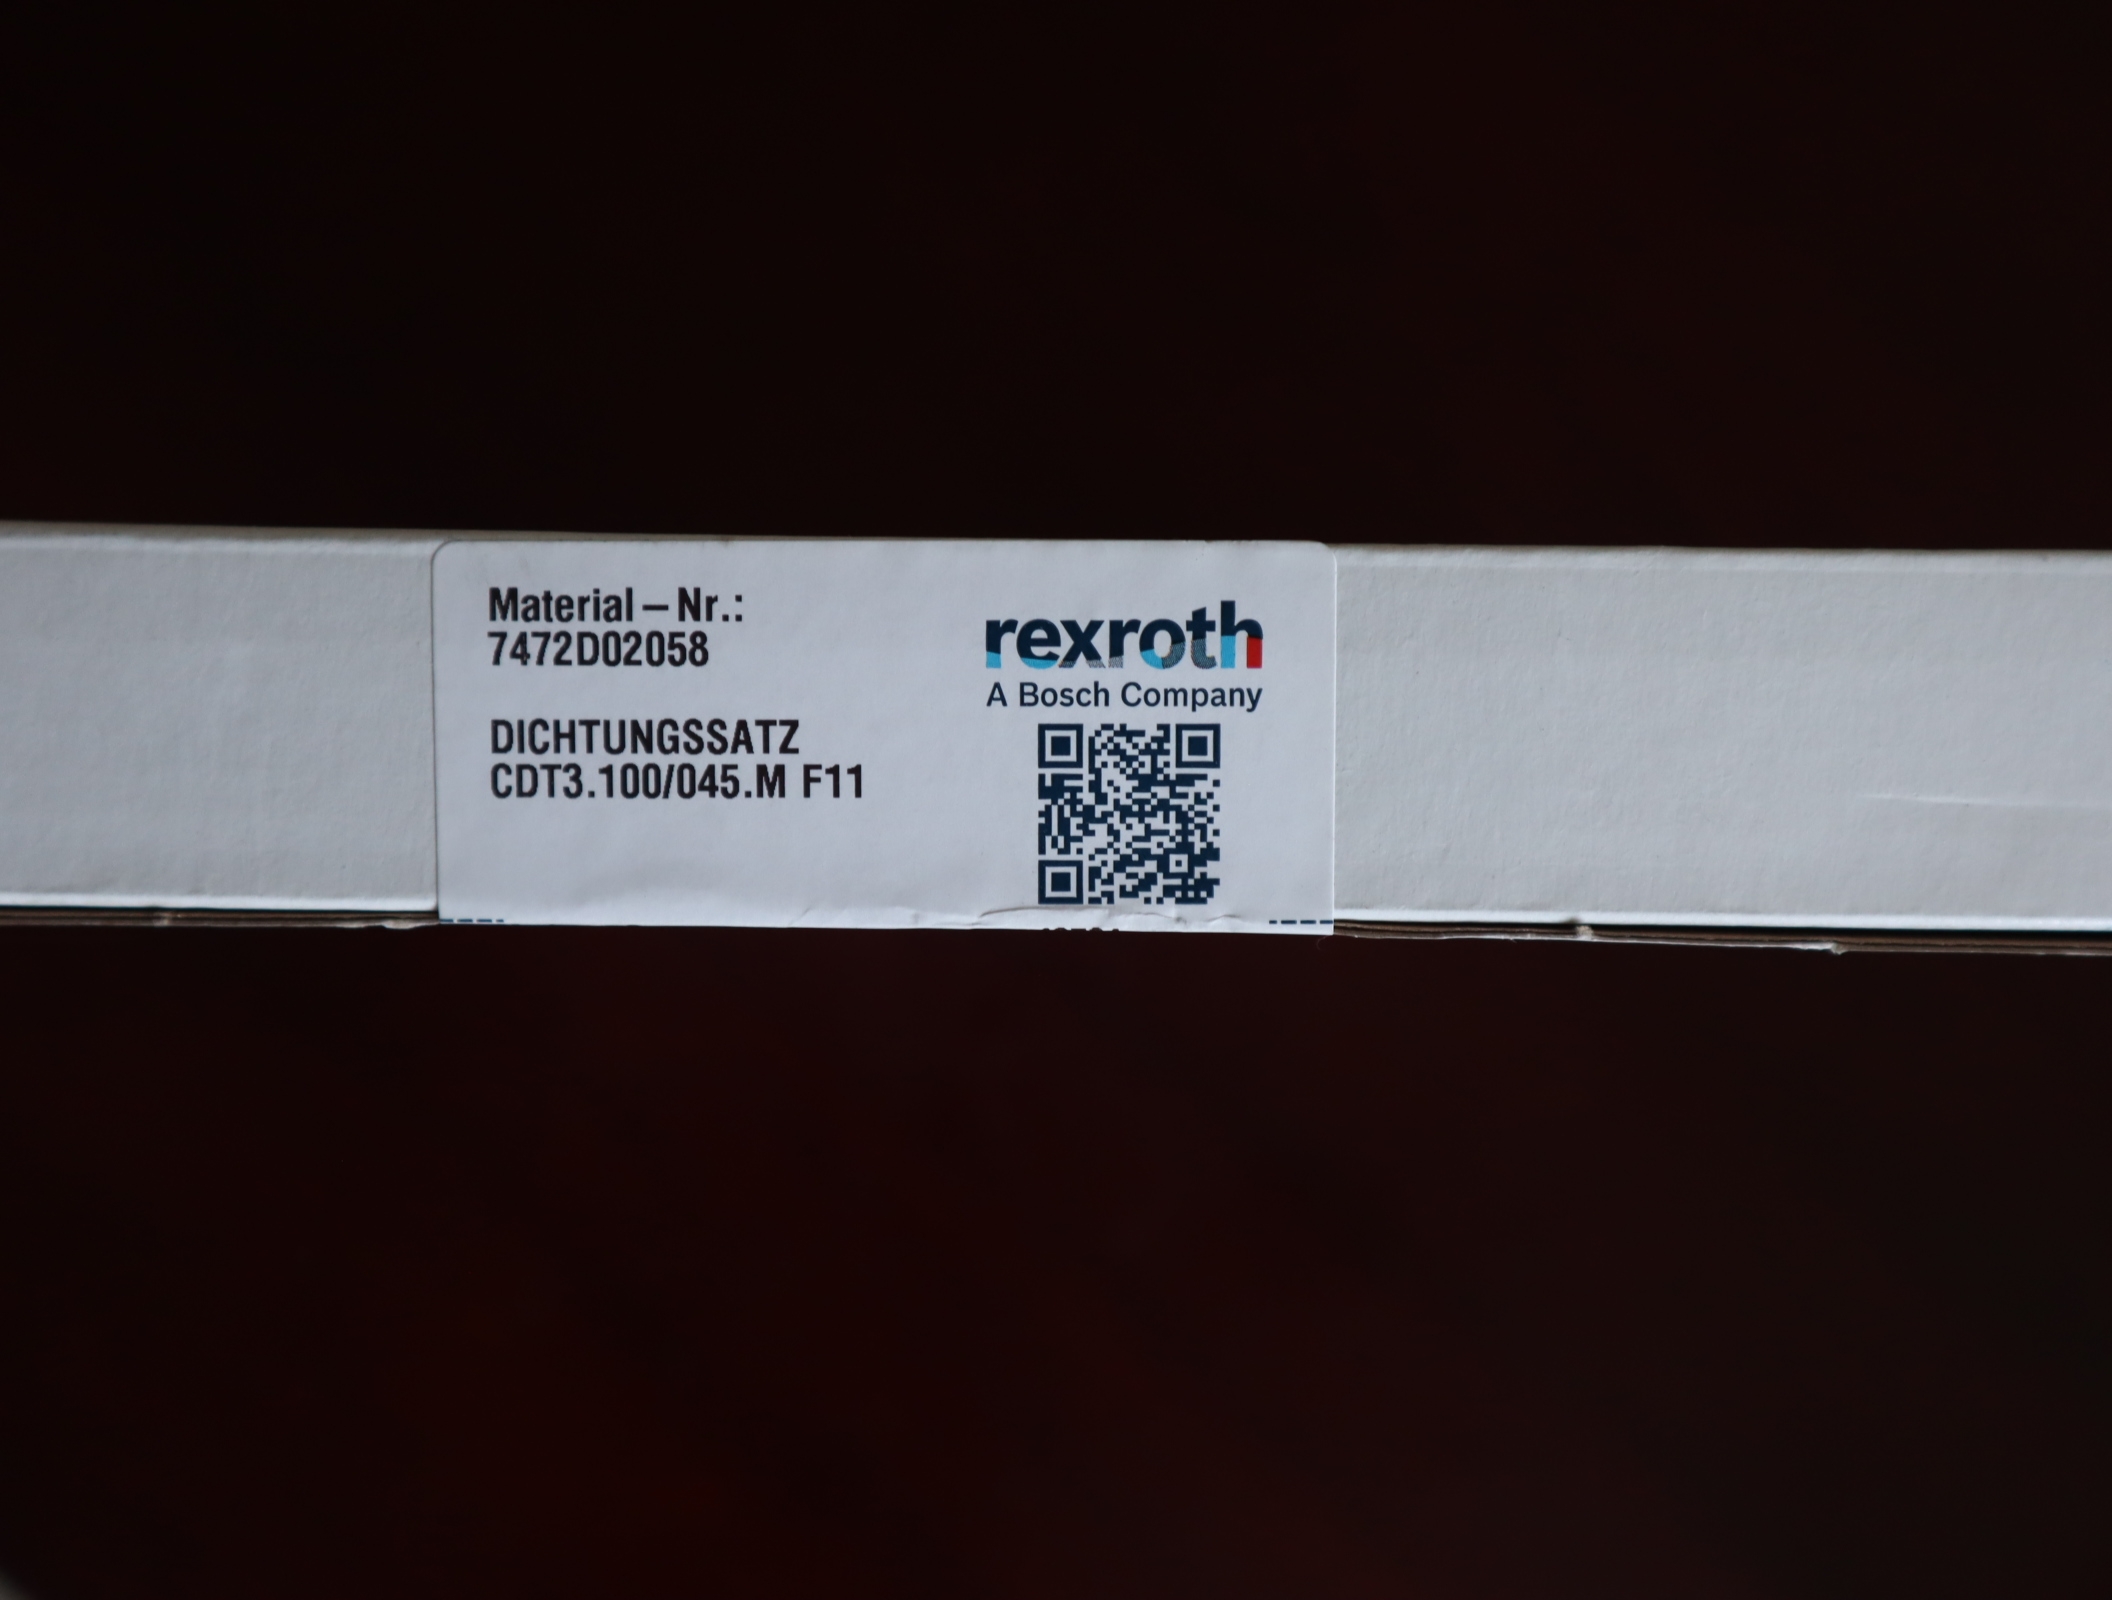 Material – Nr.:
7472D02058
DICHTUNGSSATZ
CDT3.100/045.M F11
rexroth
A Bosch Company